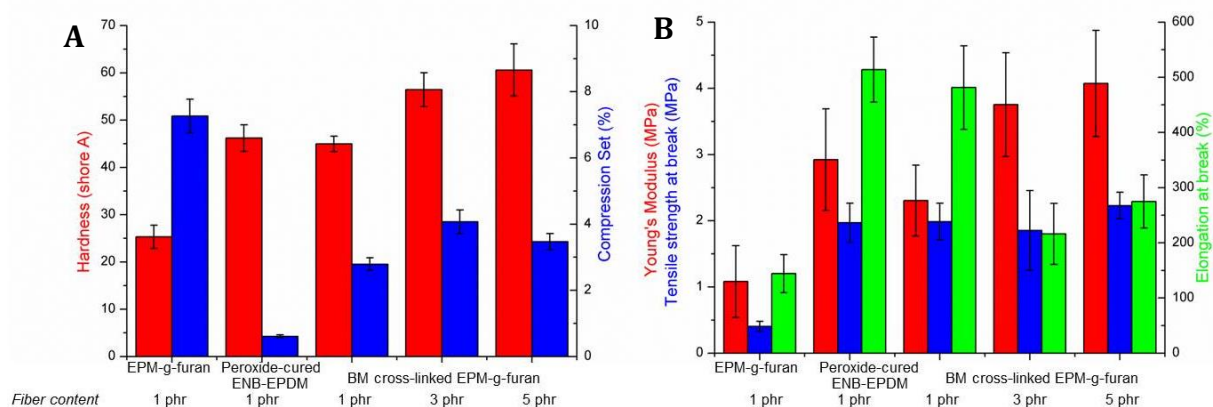 A
Hardness (shore A)
70
60
50
40
30
20
10
0
Compression Set (%)
10
8
6
4
2
0
EPM-g-furan
Peroxide-cured
ENB-EPDM
BM cross-linked EPM-g-furan
Fiber content
1 phr
1 phr
1 phr
3 phr
5 phr
B
Young's Modulus (MPa)
Tensile strength at break (MPa)
5
4
3
2
1
0
Elongation at break (%)
600
500
400
300
200
100
0
EPM-g-furan
Peroxide-cured
ENB-EPDM
BM cross-linked EPM-g-furan
1 phr
1 phr
1 phr
3 phr
5 phr